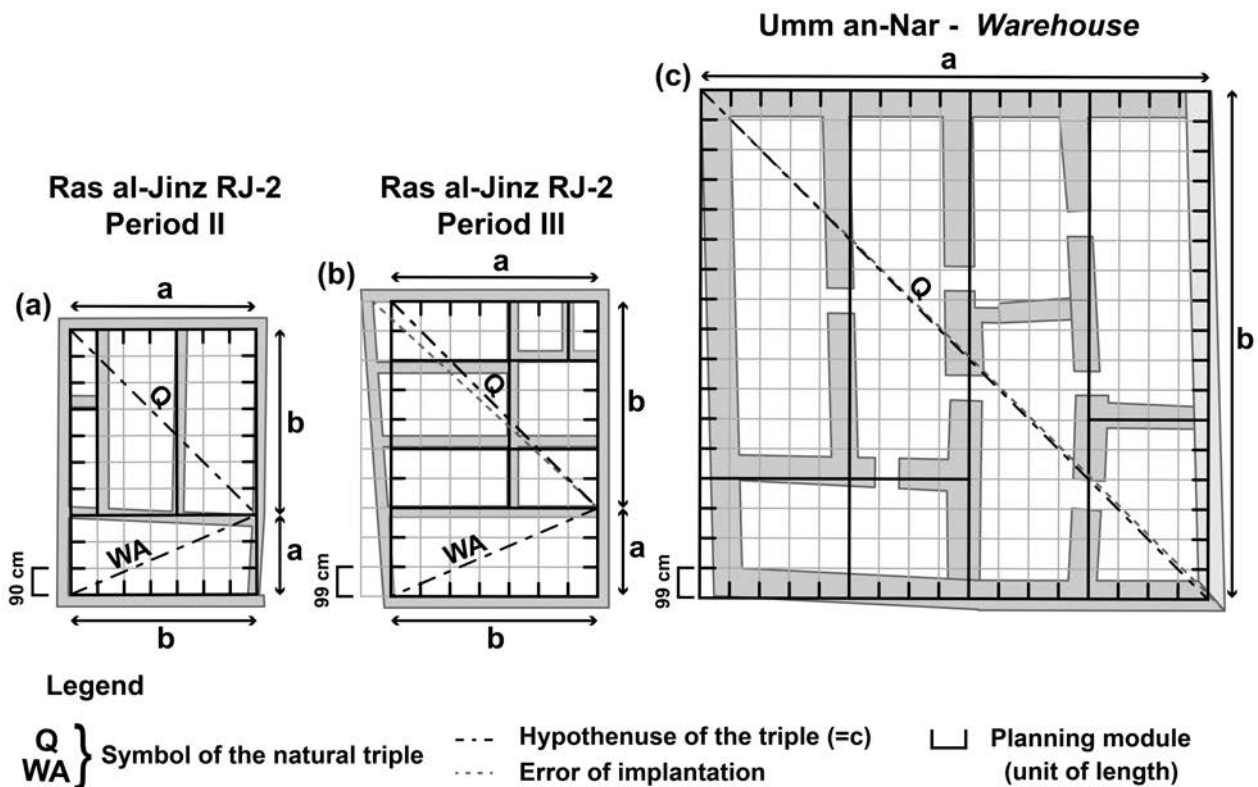 Umm an-Nar - Warehouse
a
(c)
b
Q
99 cm
Ras al-Jinz RJ-2
Period II
(a)
a
Q
b
WA
a
90 cm
b
Ras al-Jinz RJ-2
Period III
(b)
a
Q
b
WA
a
99 cm
b
Legend
Q
WA
} Symbol of the natural triple
Hypothenuse of the triple (=c)
Error of implantation
Planning module
(unit of length)